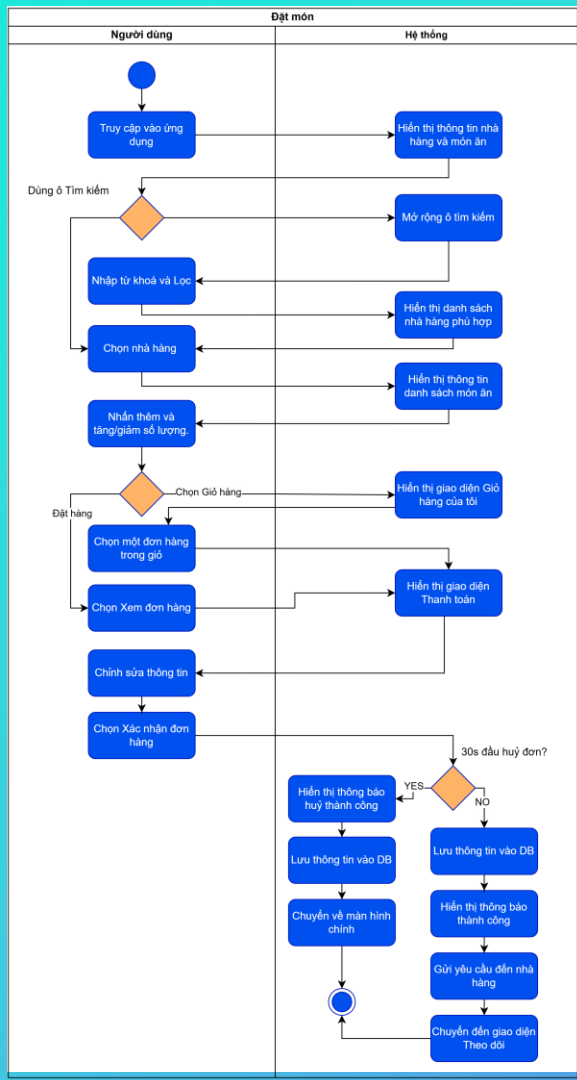 Đặt món
Người dùng
Hệ thống
Truy cập vào ứng
dụng
Hiển thị thông tin nhà
hàng và món ăn
Dùng ô Tìm kiếm
Mở rộng ô tìm kiếm
Nhập từ khoá và Lọc
Hiển thị danh sách
nhà hàng phù hợp
Chọn nhà hàng
Hiển thị thông tin
danh sách món ăn
Nhấn thêm và
tăng/giảm số lượng.
Chọn Giỏ hàng
Hiển thị giao diện Giỏ
hàng của tôi
Đặt hàng
Chọn một đơn hàng
trong giỏ
Hiển thị giao diện
Thanh toán
Chọn Xem đơn hàng
Chỉnh sửa thông tin
Chọn Xác nhận đơn
hàng
30s đầu huỷ đơn?
YES
NO
Hiển thị thông báo
huỷ thành công
Lưu thông tin vào DB
Lưu thông tin vào DB
Chuyển về màn hình
chính
Hiển thị thông báo
thành công
Gửi yêu cầu đến nhà
hàng
Chuyển đến giao diện
Theo dõi